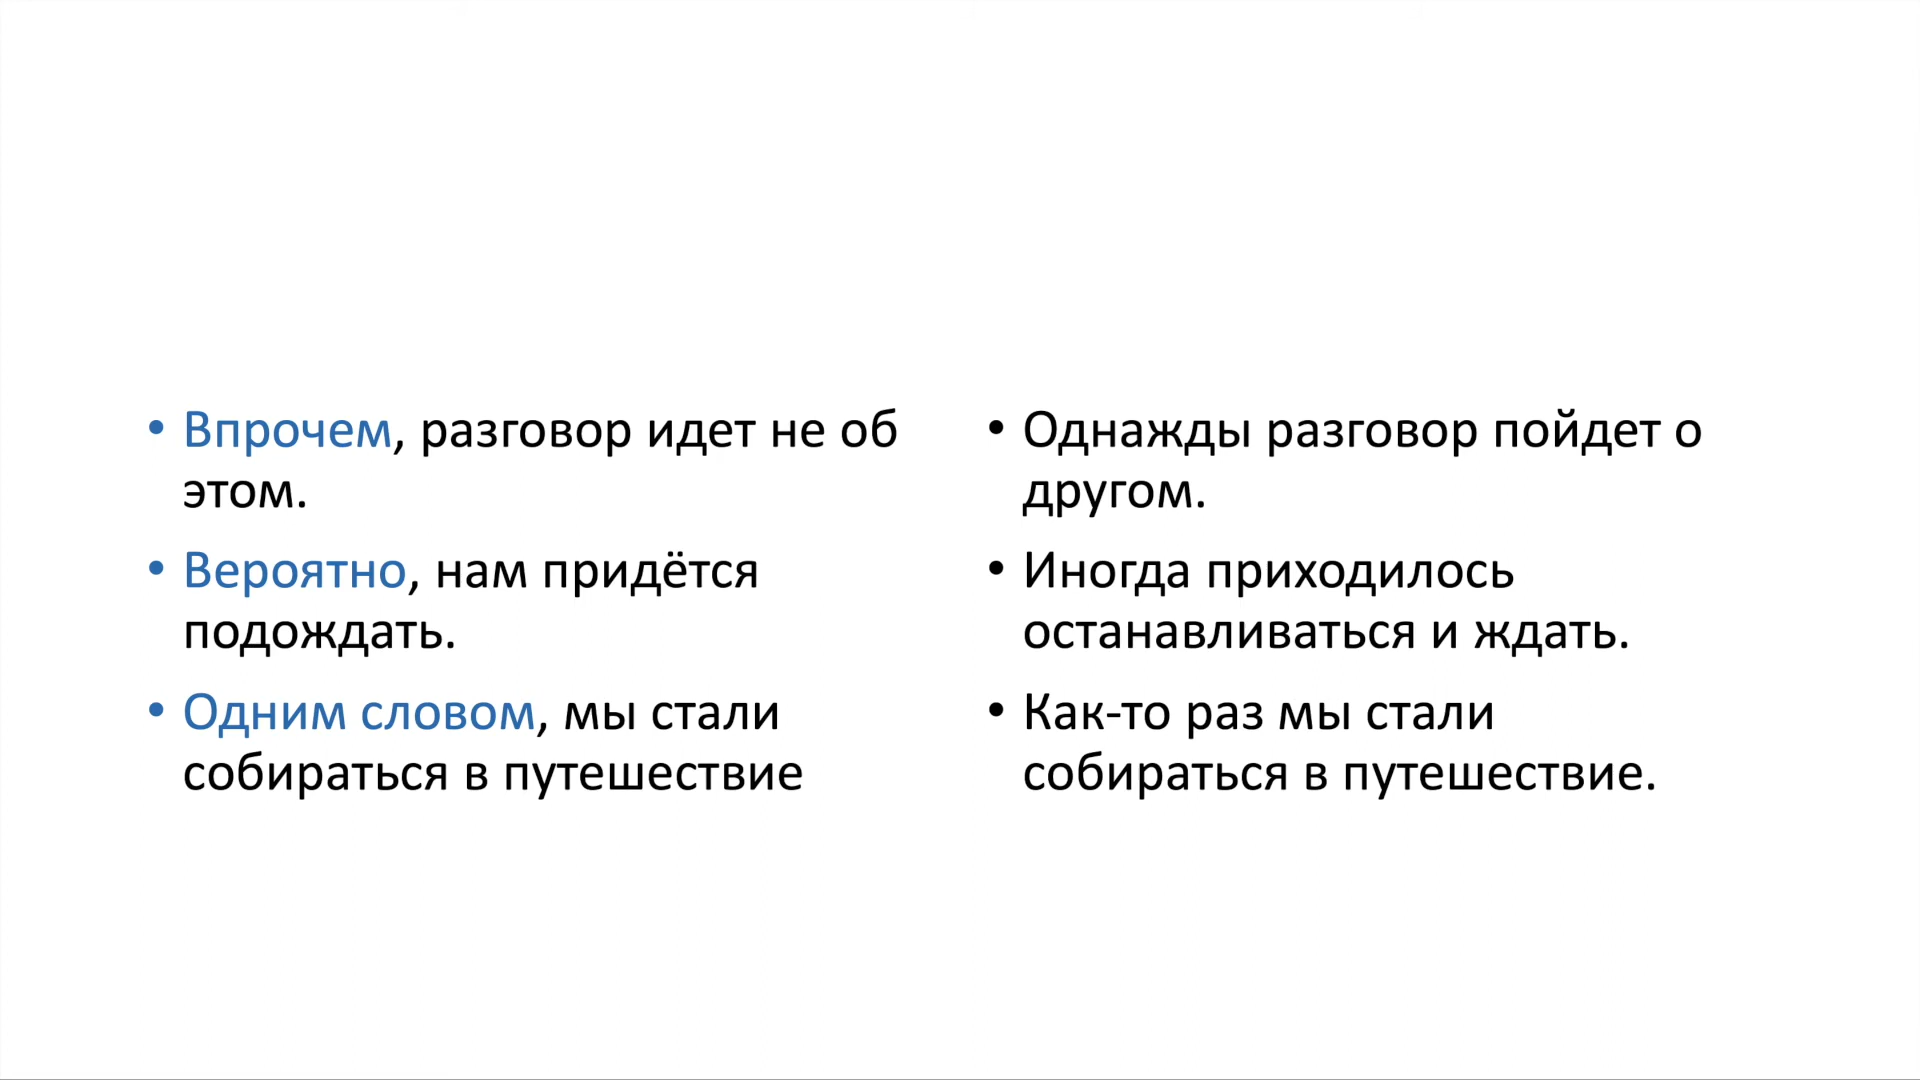 • Впрочем, разговор идет не об
этом.
• Вероятно, нам придётся
подождать.
• Одним словом, мы стали
собираться в путешествие
• Однажды разговор пойдет о
другом.
• Иногда приходилось
останавливаться и ждать.
• Как-то раз мы стали
собираться в путешествие.